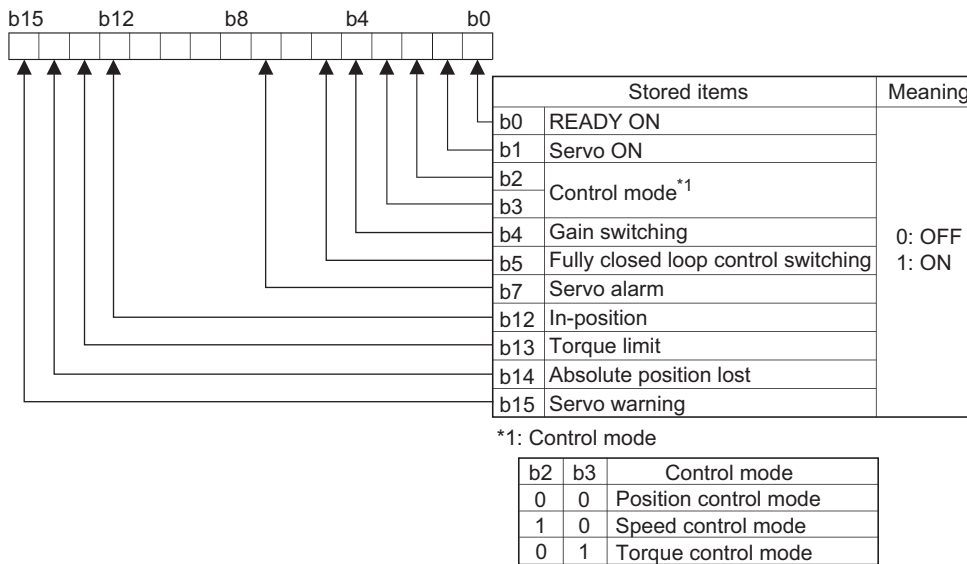 b15 b12 b8 b4 b0
Stored items Meaning
b0 READY ON
b1 Servo ON
b2
b3
Control mode*1
b4 Gain switching
b5 Fully closed loop control switching
b7 Servo alarm
b12 In-position
b13 Torque limit
b14 Absolute position lost
b15 Servo warning
0: OFF
1: ON
*1: Control mode
b2 b3 Control mode
0 0 Position control mode
1 0 Speed control mode
0 1 Torque control mode